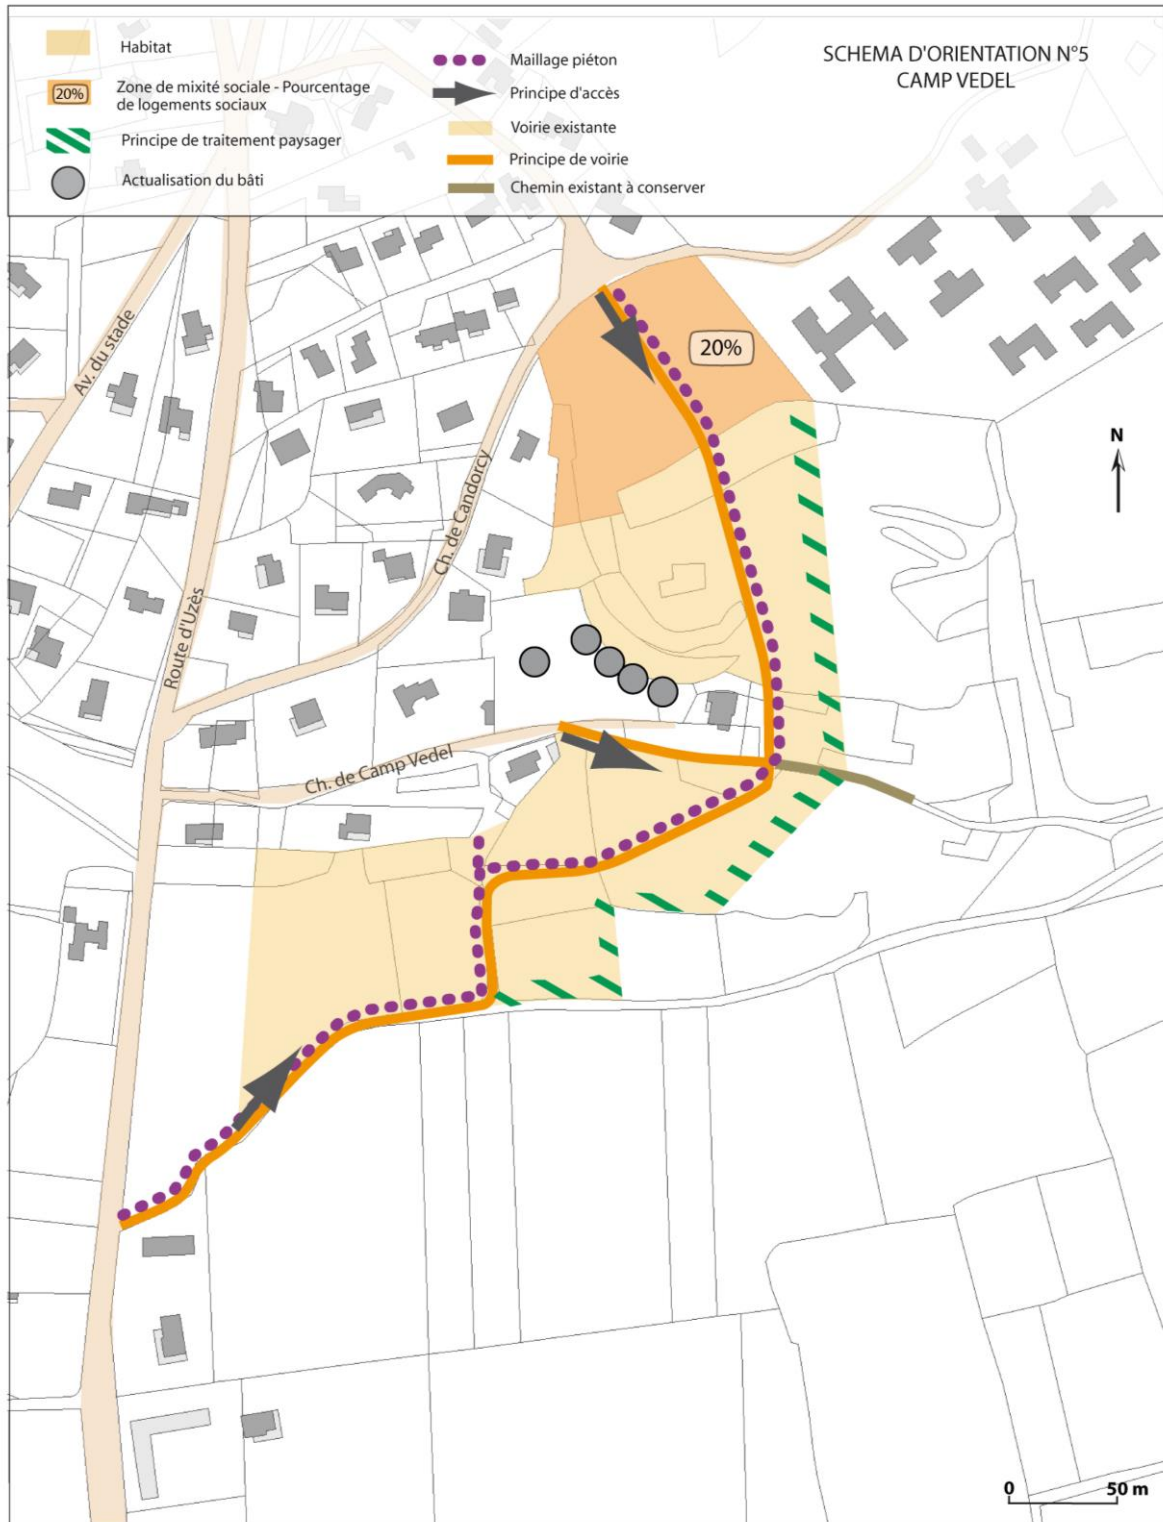 SCHEMA D'ORIENTATION N°5
CAMP VEDEL
Habitat
20%
Zone de mixité sociale - Pourcentage
de logements sociaux
Principe de traitement paysager
Actualisation du bâti
Maillage piéton
Principe d'accès
Voirie existante
Principe de voirie
Chemin existant à conserver
Av. du stade
Route d'Uzès
Ch. de Candorcy
Ch. de Camp Vedel
20%
N
0 50 m